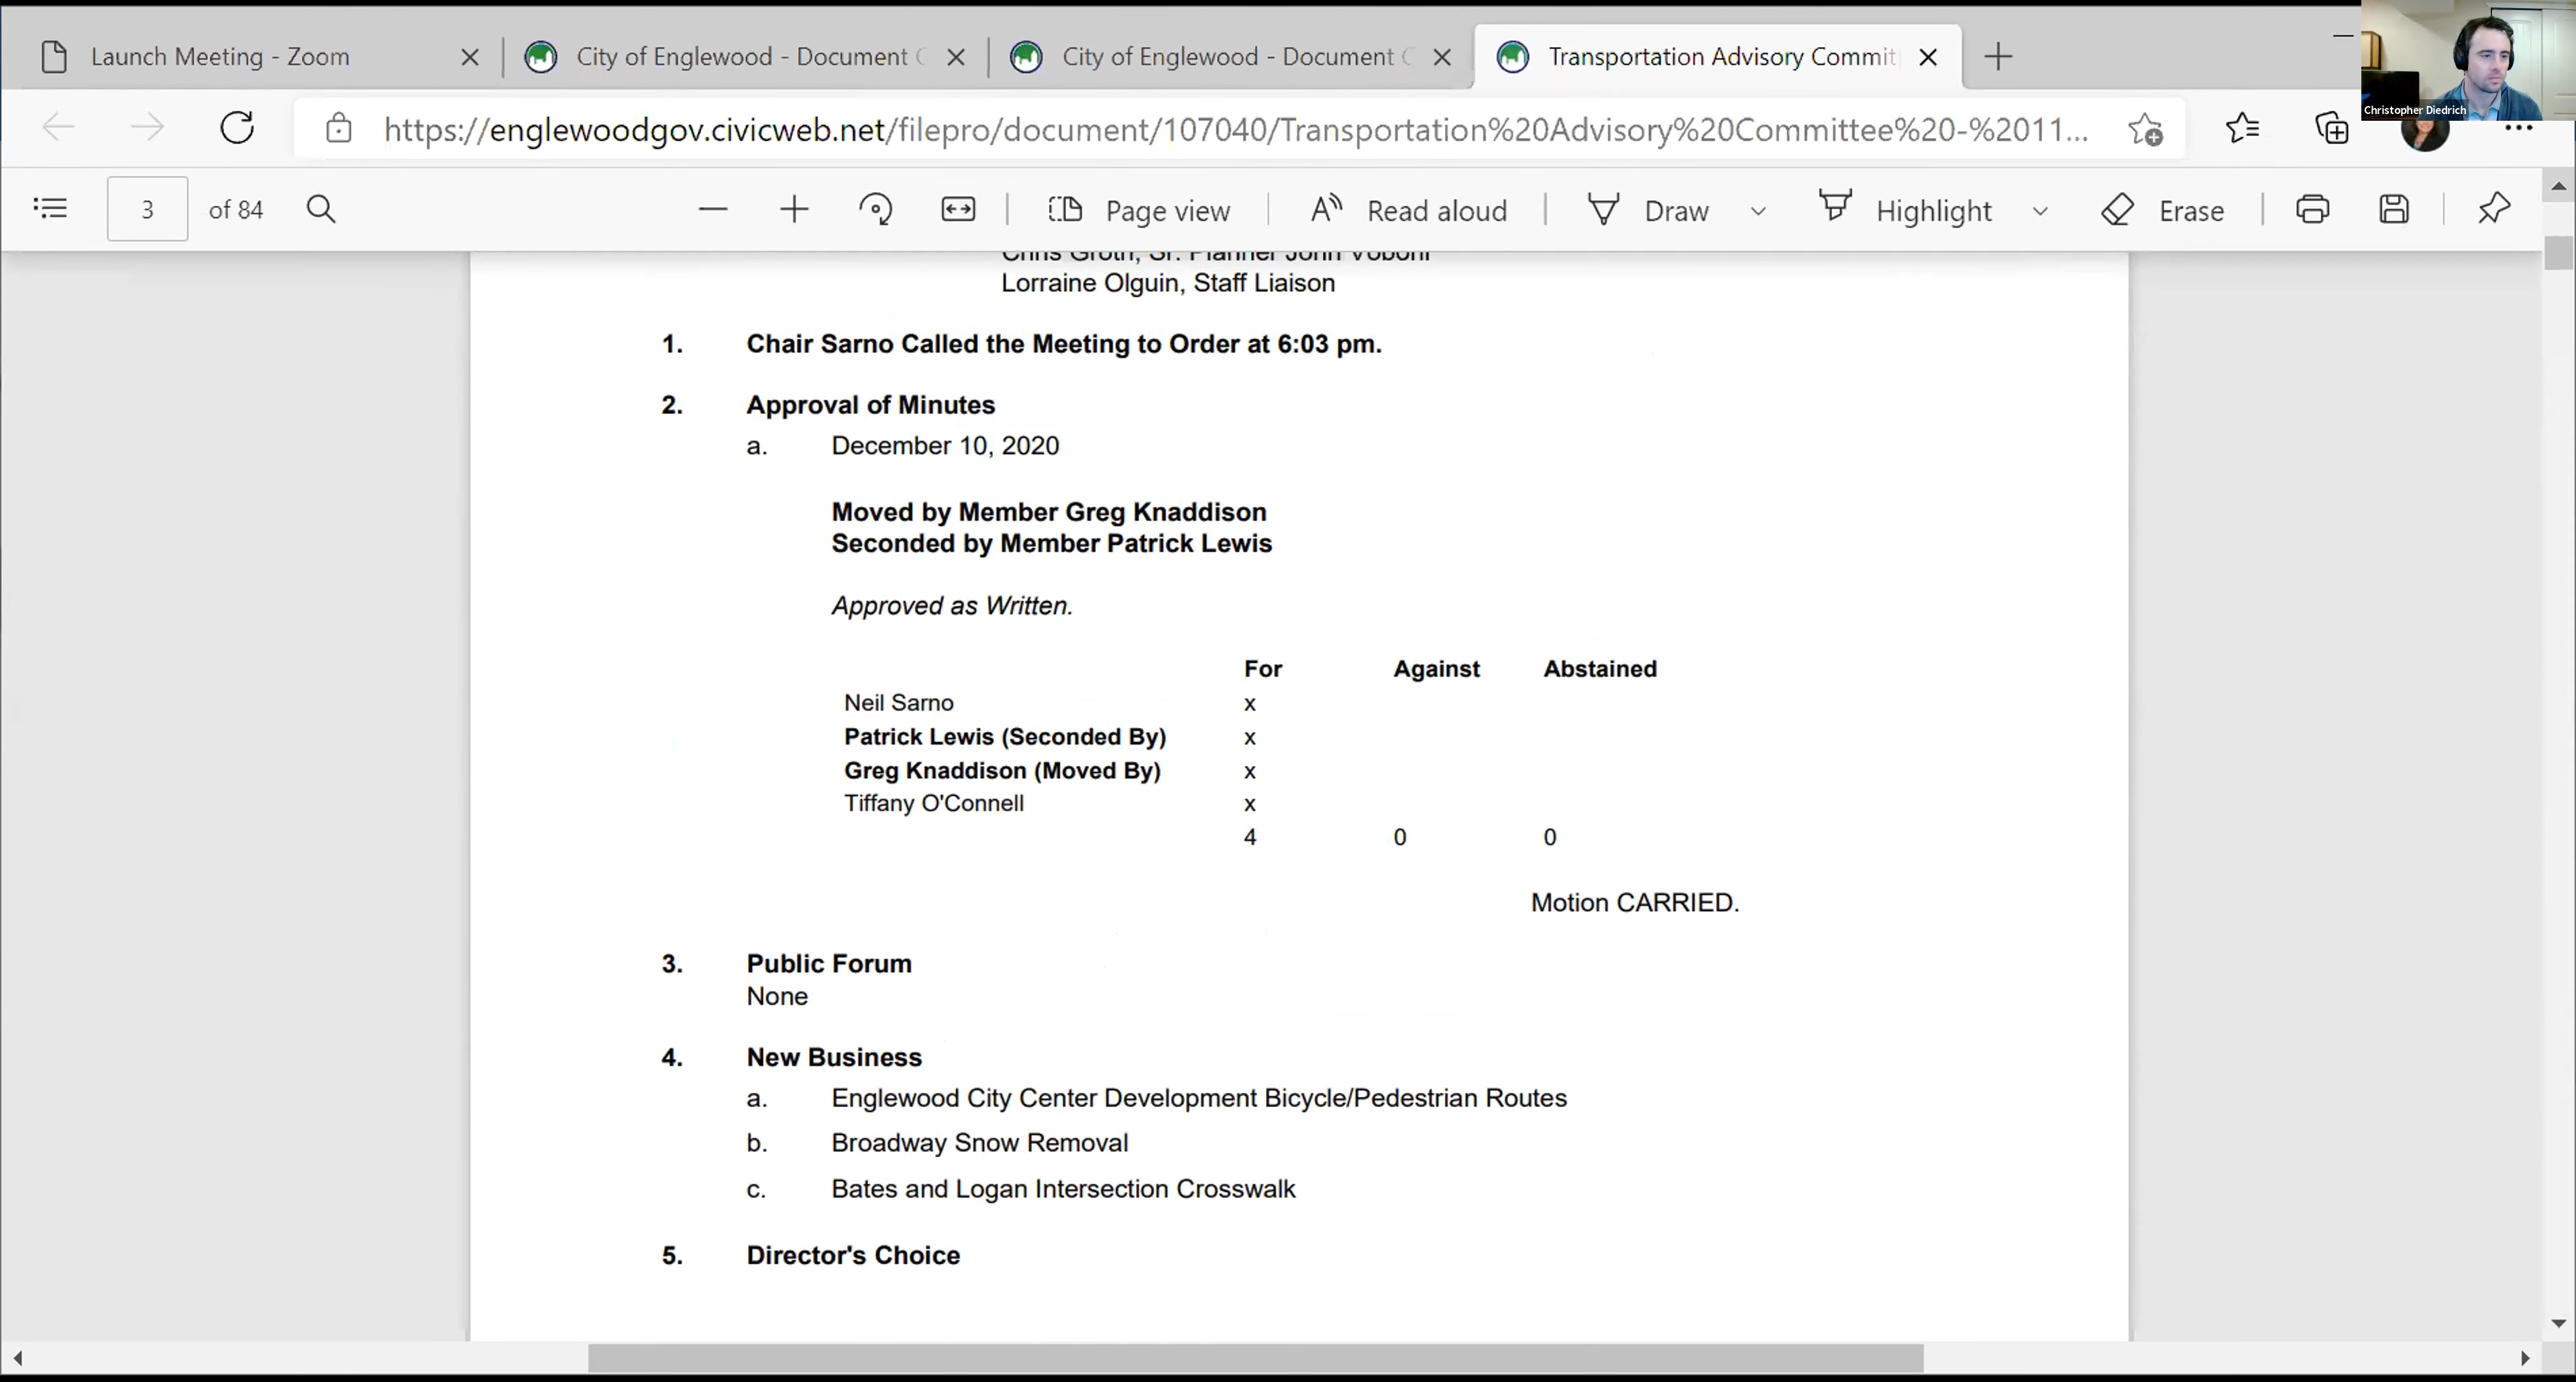 Launch Meeting - Zoom
City of Englewood - Document C
City of Englewood - Document C
Transportation Advisory Commit
Christopher Diedrich
https://englewoodgov.civicweb.net/filepro/document/107040/Transportation%20Advisory%20Committee%20-%2011...
3 of 84
Page view
Read aloud
Draw
Highlight
Erase
Chris Groth, Sr. Planner John Voboril
Lorraine Olguin, Staff Liaison
1. Chair Sarno Called the Meeting to Order at 6:03 pm.
2. Approval of Minutes
a. December 10, 2020
Moved by Member Greg Knaddison
Seconded by Member Patrick Lewis
Approved as Written.
For Against Abstained
Neil Sarno x
Patrick Lewis (Seconded By) x
Greg Knaddison (Moved By) x
Tiffany O'Connell x
4 0 0
Motion CARRIED.
3. Public Forum
None
4. New Business
a. Englewood City Center Development Bicycle/Pedestrian Routes
b. Broadway Snow Removal
c. Bates and Logan Intersection Crosswalk
5. Director's Choice